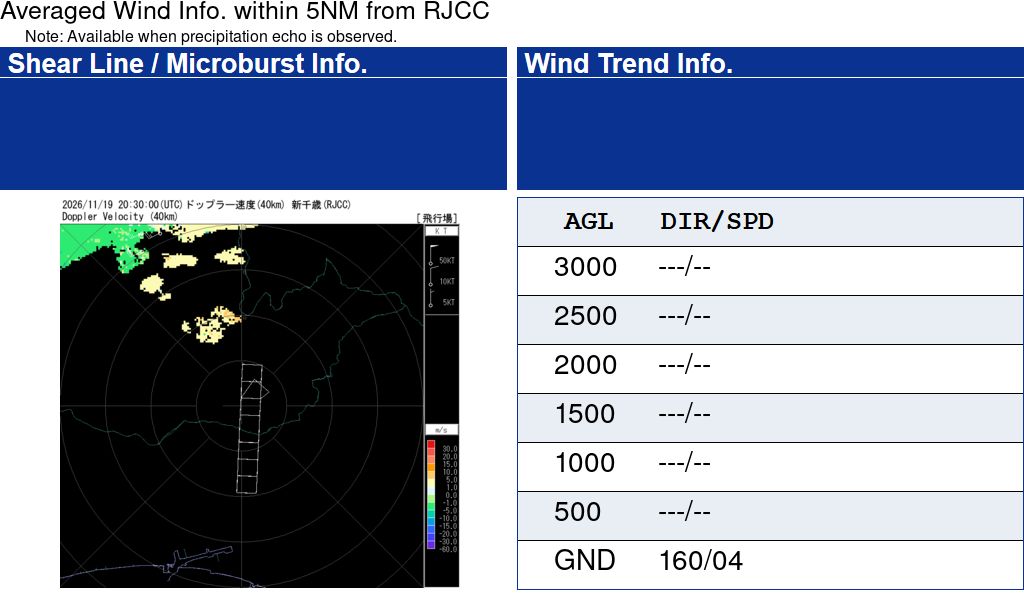 Averaged Wind Info. within 5NM from RJCC
Note: Available when precipitation echo is observed.
Shear Line / Microburst Info.
Wind Trend Info.
2026/11/19 20:30:00(UTC) ドップラー速度(40km) 新千歳(RJCC)
Doppler Velocity (40km)
[飛行場]
KT
50KT
10KT
5KT
m/s
30.0
20.0
15.0
10.0
5.0
1.0
0.0
-1.0
-5.0
-10.0
-15.0
-20.0
-30.0
-60.0
AGL DIR/SPD
3000 ---/--
2500 ---/--
2000 ---/--
1500 ---/--
1000 ---/--
500 ---/--
GND 160/04